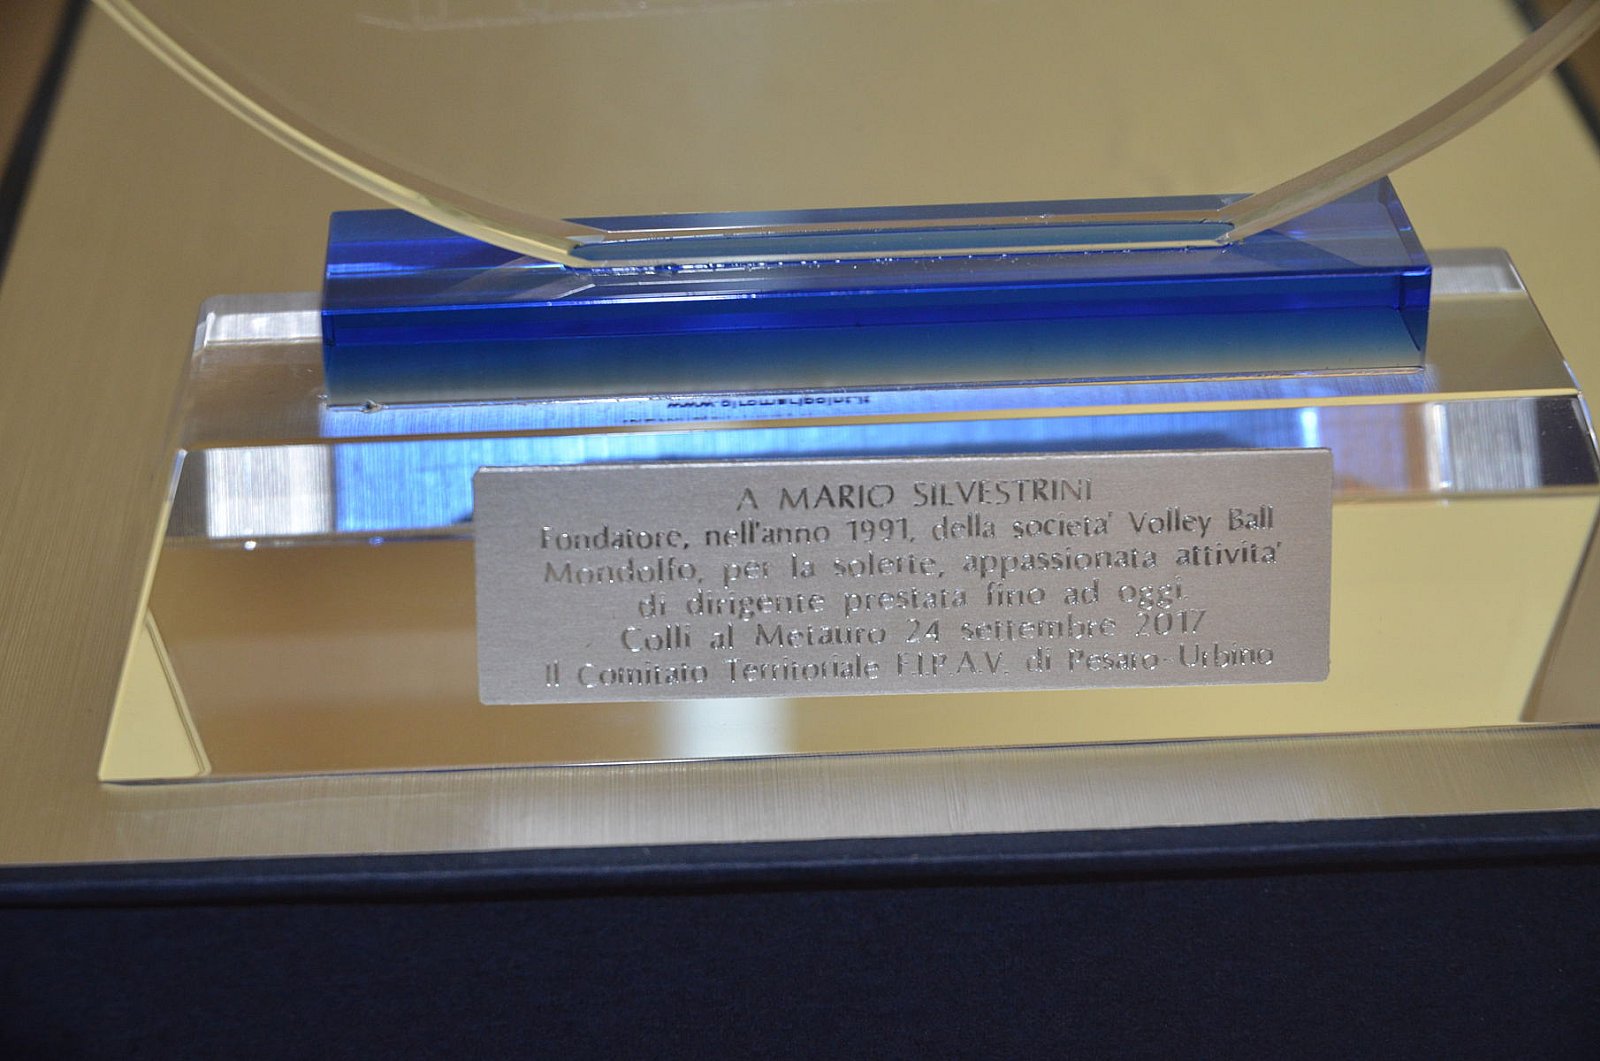 A MARIO SILVESTRINI
Fondatore, nell'anno 1991, della societa' Volley Ball
Mondolfo, per la solerte, appassionata attivita'
di dirigente prestata fino ad oggi.
Colli al Metauro 24 settembre 2017
Il Comitato Territoriale F.I.P.A.V. di Pesaro-Urbino